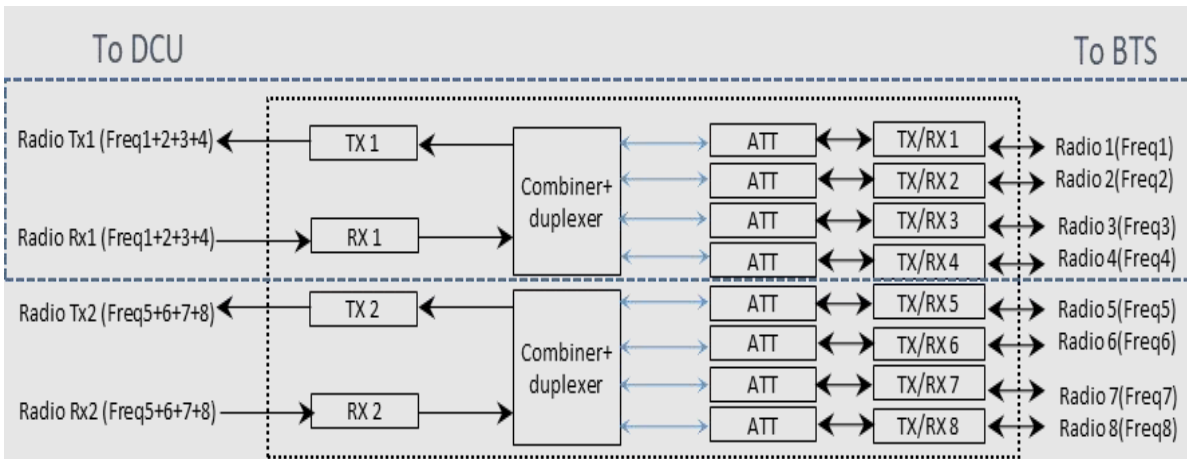 To DCU
To BTS
Radio Tx1 (Freq1+2+3+4)
TX 1
Combiner+
duplexer
ATT
TX/RX 1
Radio 1(Freq1)
ATT
TX/RX 2
Radio 2(Freq2)
Radio Rx1 (Freq1+2+3+4)
RX 1
ATT
TX/RX 3
Radio 3(Freq3)
ATT
TX/RX 4
Radio 4(Freq4)
Radio Tx2 (Freq5+6+7+8)
TX 2
Combiner+
duplexer
ATT
TX/RX 5
Radio 5(Freq5)
ATT
TX/RX 6
Radio 6(Freq6)
Radio Rx2 (Freq5+6+7+8)
RX 2
ATT
TX/RX 7
Radio 7(Freq7)
ATT
TX/RX 8
Radio 8(Freq8)